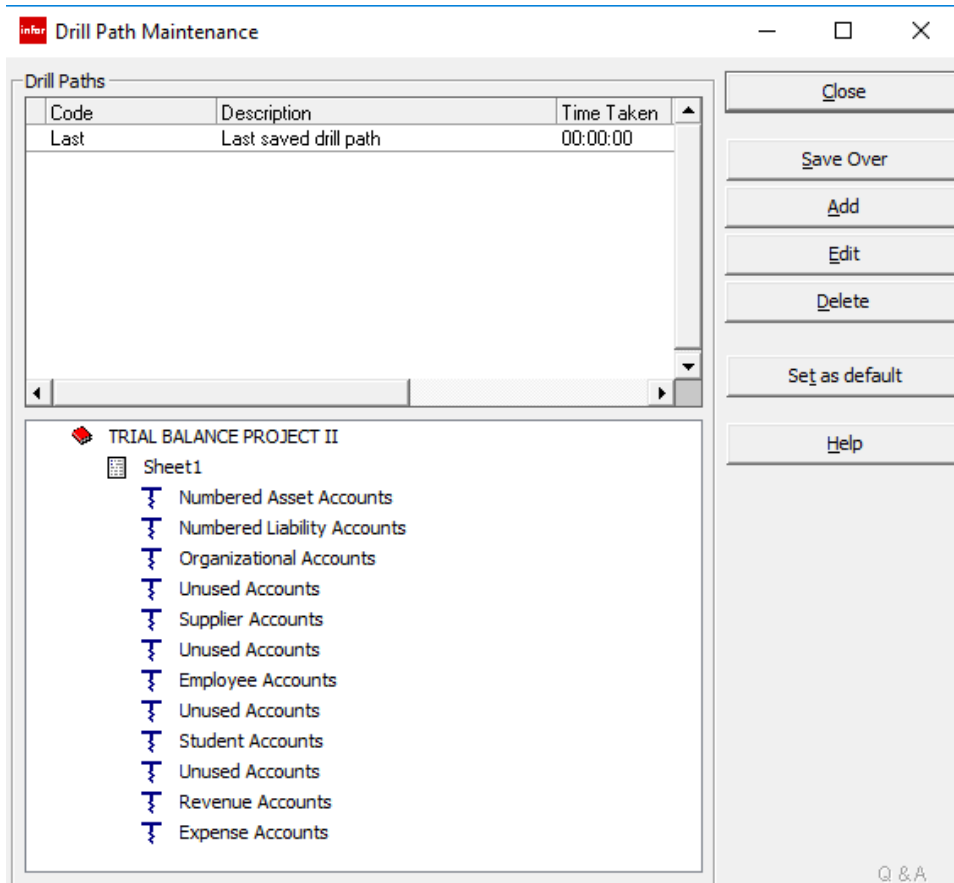 infor Drill Path Maintenance
Drill Paths
Code Description Time Taken
Last Last saved drill path 00:00:00
Close
Save Over
Add
Edit
Delete
Set as default
Help
TRIAL BALANCE PROJECT II
Sheet1
Numbered Asset Accounts
Numbered Liability Accounts
Organizational Accounts
Unused Accounts
Supplier Accounts
Unused Accounts
Employee Accounts
Unused Accounts
Student Accounts
Unused Accounts
Revenue Accounts
Expense Accounts
Q & A